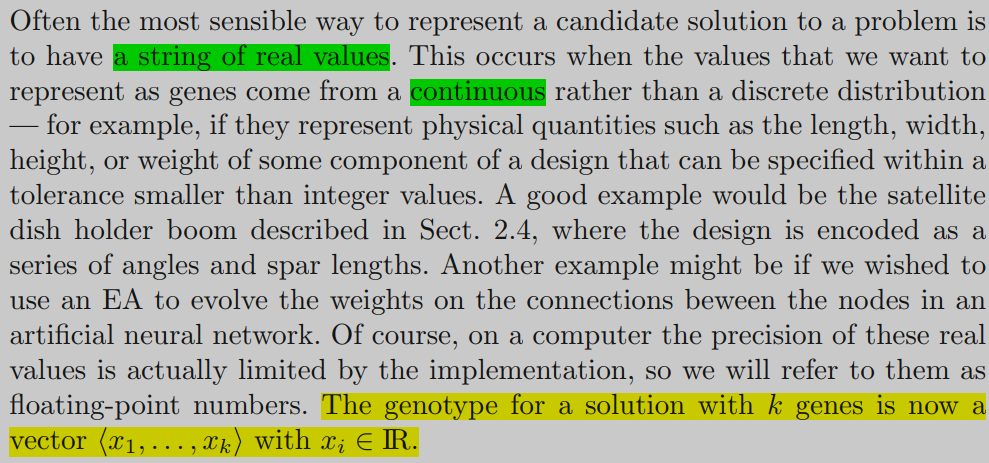 Often the most sensible way to represent a candidate solution to a problem is
to have a string of real values. This occurs when the values that we want to
represent as genes come from a continuous rather than a discrete distribution
— for example, if they represent physical quantities such as the length, width,
height, or weight of some component of a design that can be specified within a
tolerance smaller than integer values. A good example would be the satellite
dish holder boom described in Sect. 2.4, where the design is encoded as a
series of angles and spar lengths. Another example might be if we wished to
use an EA to evolve the weights on the connections beween the nodes in an
artificial neural network. Of course, on a computer the precision of these real
values is actually limited by the implementation, so we will refer to them as
floating-point numbers. The genotype for a solution with k genes is now a
vector ⟨x₁, . . . , xₖ⟩ with xᵢ ∈ ℝ.